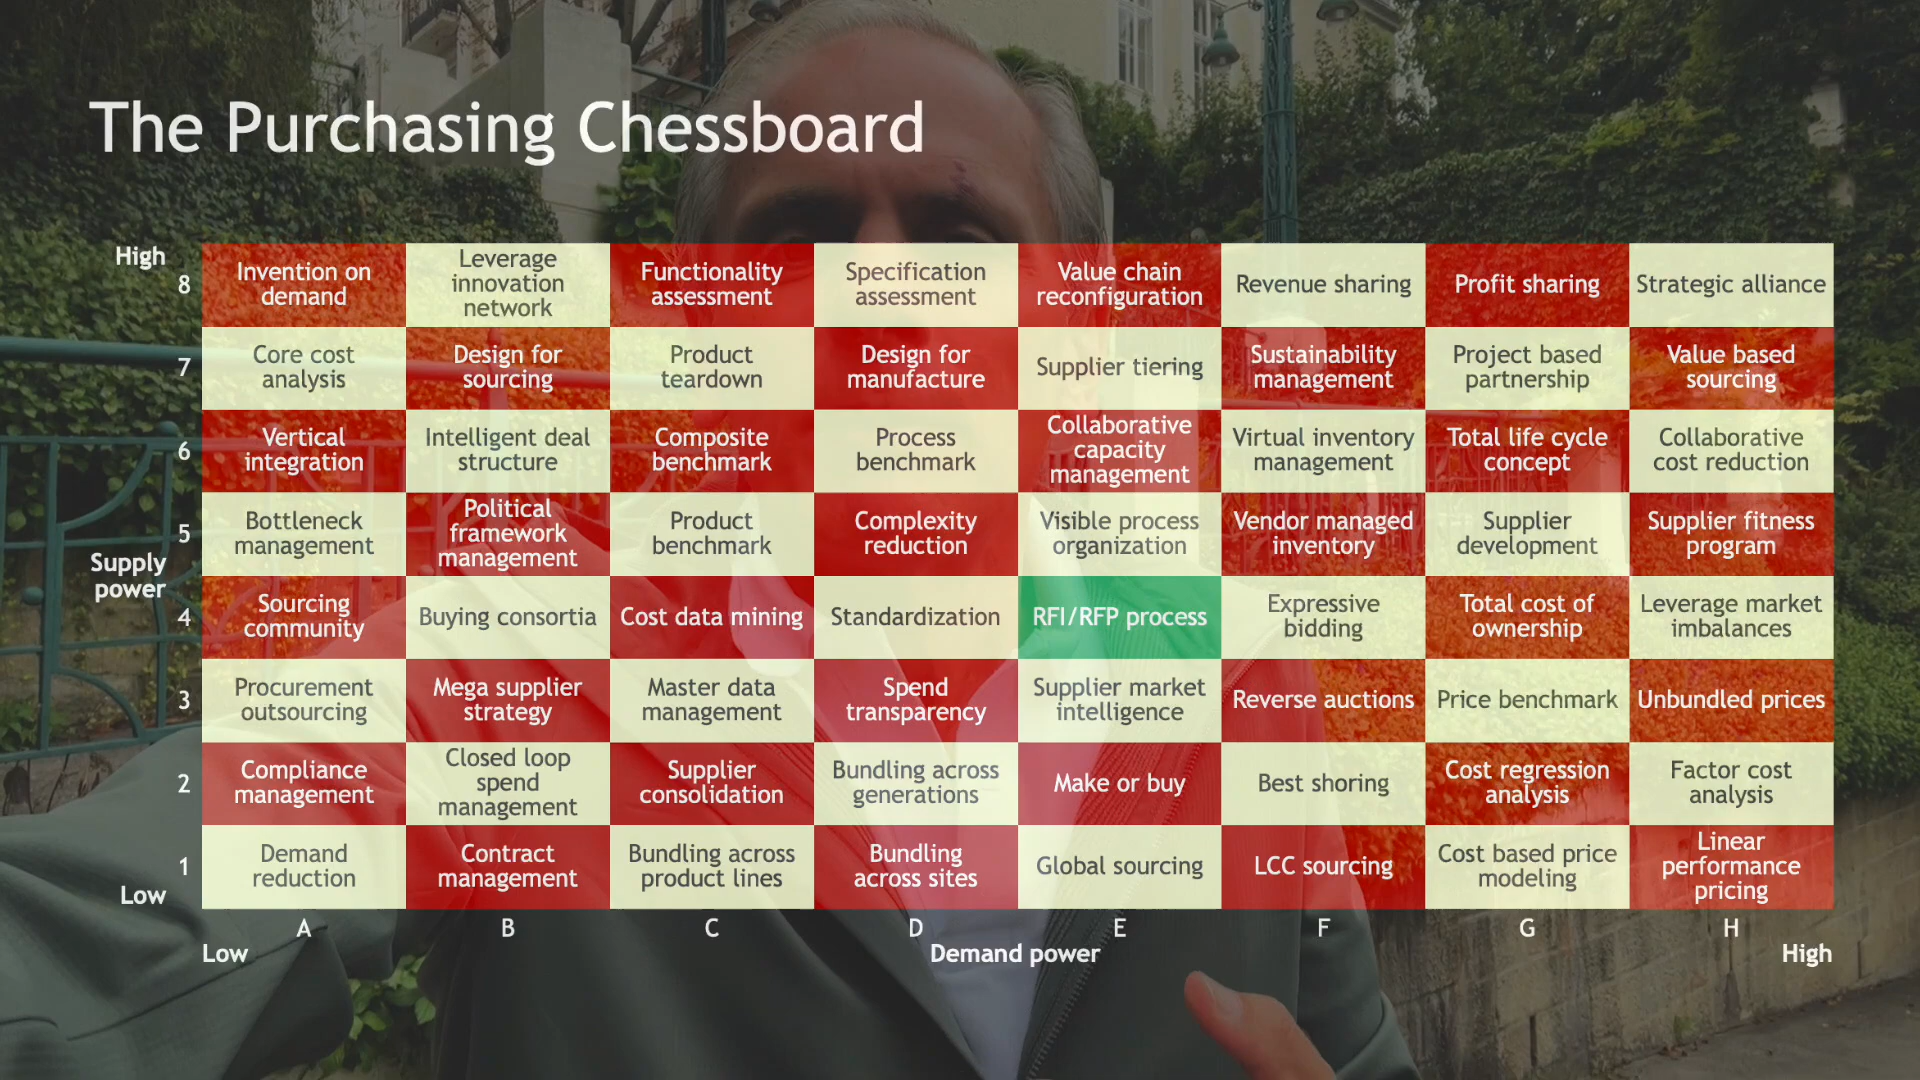 The Purchasing Chessboard
High
8
Invention on
demand
Leverage
innovation
network
Functionality
assessment
Specification
assessment
Value chain
reconfiguration
Revenue sharing
Profit sharing
Strategic alliance
7
Core cost
analysis
Design for
sourcing
Product
teardown
Design for
manufacture
Supplier tiering
Sustainability
management
Project based
partnership
Value based
sourcing
6
Vertical
integration
Intelligent deal
structure
Composite
benchmark
Process
benchmark
Collaborative
capacity
management
Virtual inventory
management
Total life cycle
concept
Collaborative
cost reduction
5
Bottleneck
management
Political
framework
management
Product
benchmark
Complexity
reduction
Visible process
organization
Vendor managed
inventory
Supplier
development
Supplier fitness
program
Supply
power
4
Sourcing
community
Buying consortia
Cost data mining
Standardization
RFI/RFP process
Expressive
bidding
Total cost of
ownership
Leverage market
imbalances
3
Procurement
outsourcing
Mega supplier
strategy
Master data
management
Spend
transparency
Supplier market
intelligence
Reverse auctions
Price benchmark
Unbundled prices
2
Compliance
management
Closed loop
spend
management
Supplier
consolidation
Bundling across
generations
Make or buy
Best shoring
Cost regression
analysis
Factor cost
analysis
1
Demand
reduction
Contract
management
Bundling across
product lines
Bundling
across sites
Global sourcing
LCC sourcing
Cost based price
modeling
Linear
performance
pricing
Low
A
B
C
D
E
F
G
H
Low
Demand power
High